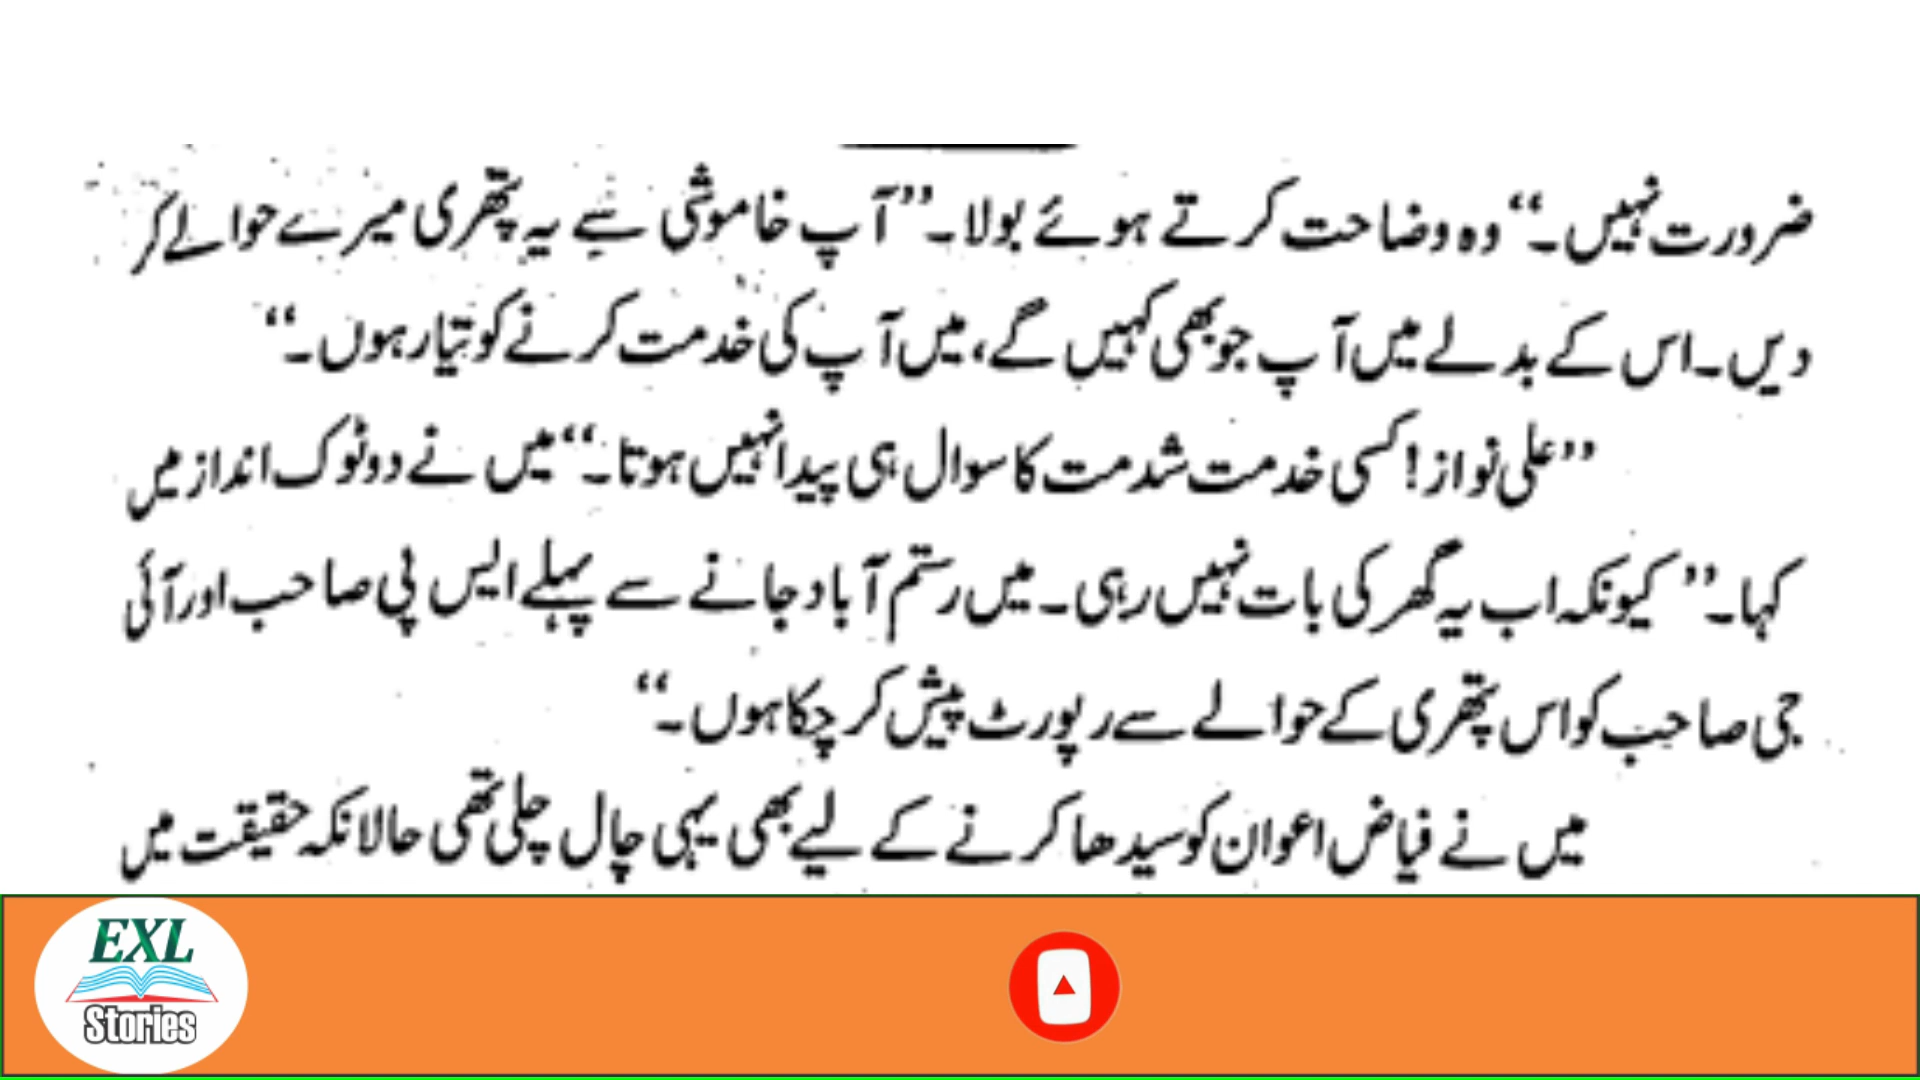 ضرورت نہیں۔“ وہ وضاحت کرتے ہوئے بولا۔ ”آپ خاموشی سے یہ پتھری میرے حوالے کر
دیں۔ اس کے بدلے میں آپ جو بھی کہیں گے، میں آپ کی خدمت کرنے کو تیار ہوں۔“
”علی نواز! کسی خدمت شدمت کا سوال ہی پیدا نہیں ہوتا۔“ میں نے دو ٹوک انداز میں
کہا۔ ”کیونکہ اب یہ گھر کی بات نہیں رہی۔ میں رستم آباد جانے سے پہلے ایس پی صاحب اور آئی
جی صاحب کو اس پتھری کے حوالے سے رپورٹ پیش کر چکا ہوں۔“
میں نے فیاض اعوان کو سیدھا کرنے کے لیے بھی یہی چال چلی تھی حالانکہ حقیقت میں
EXL
Stories